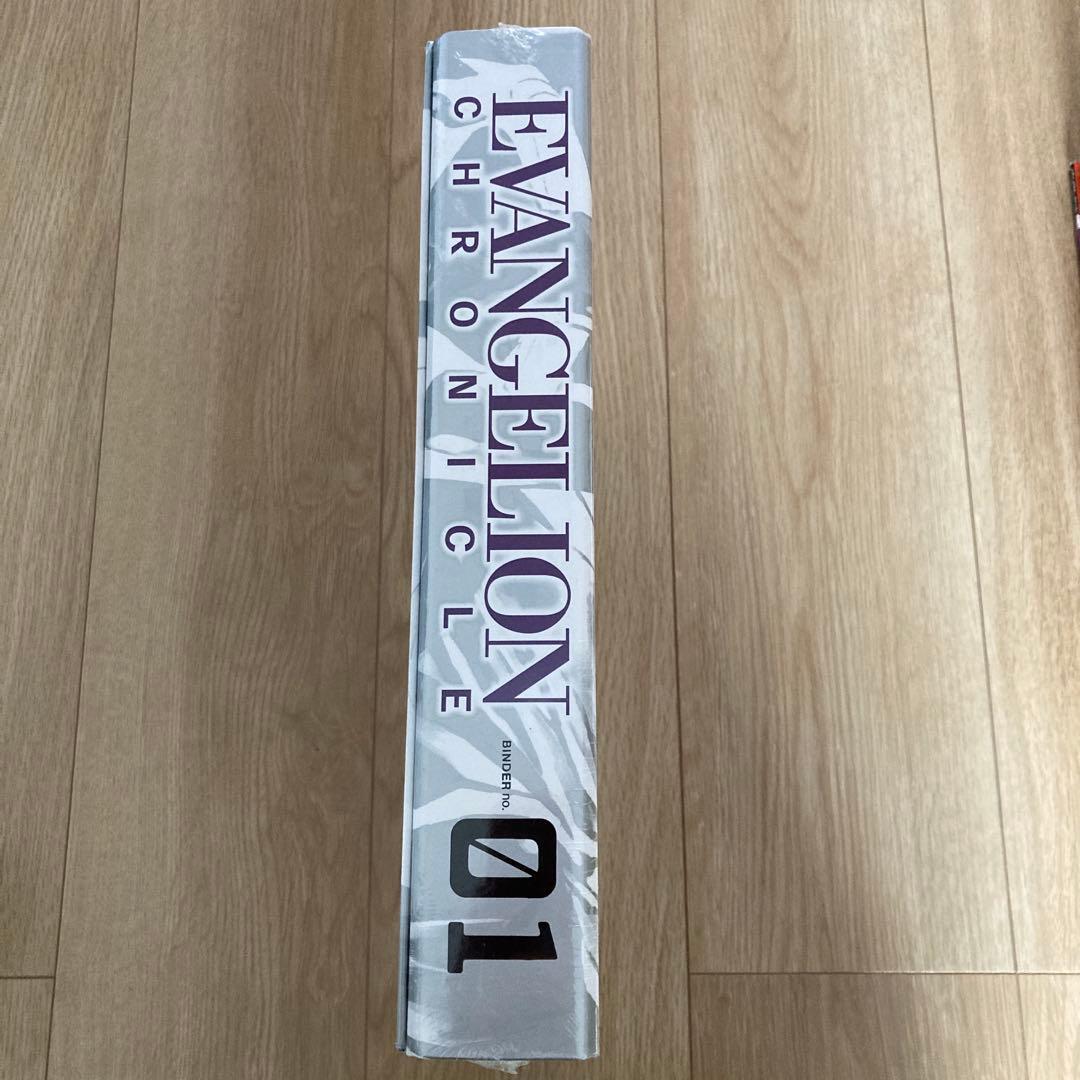 EVANGELION
CHRONICLE
BINDER no.
01